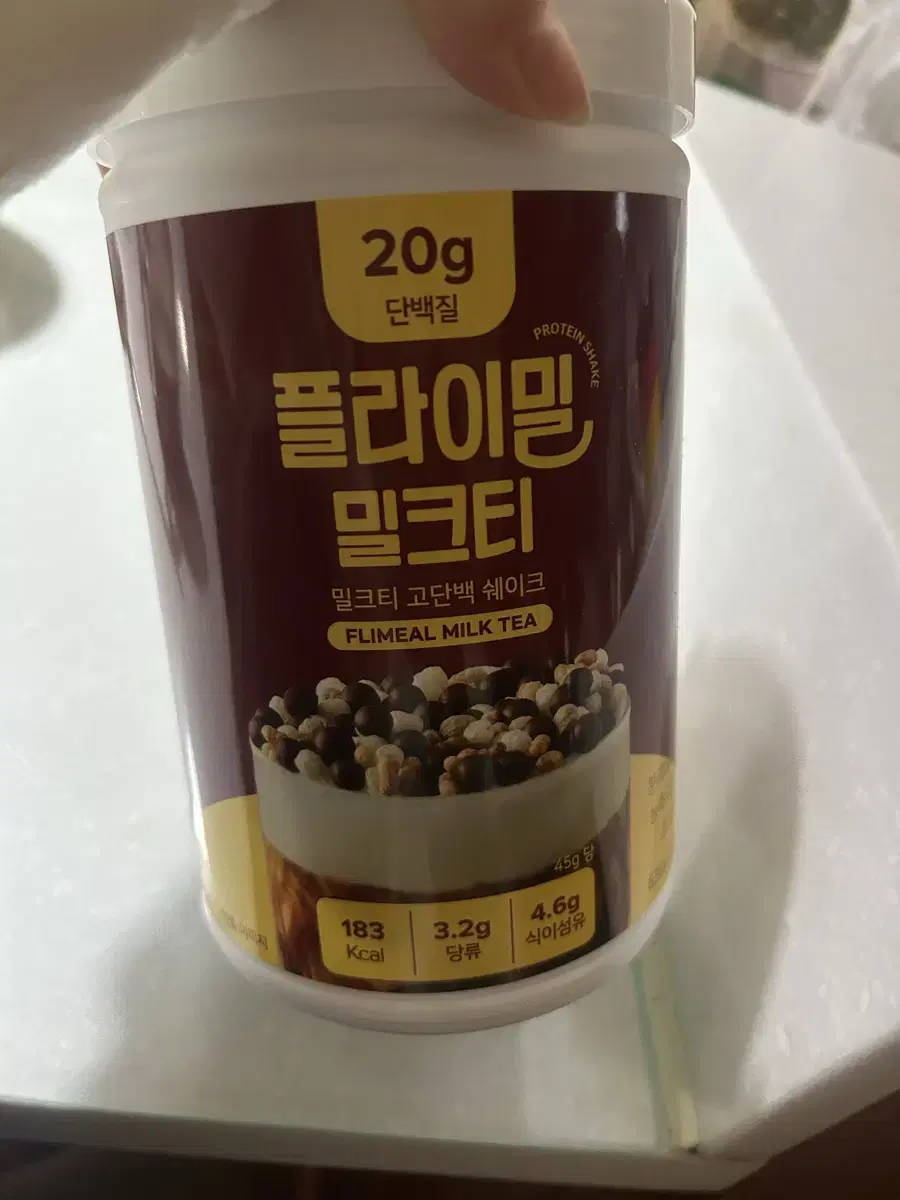 20g
단백질
PROTEIN SHAKE
플라이밀
밀크티
밀크티 고단백 쉐이크
FLIMEAL MILK TEA
45g 당
183
Kcal
3.2g
당류
4.6g
식이섬유